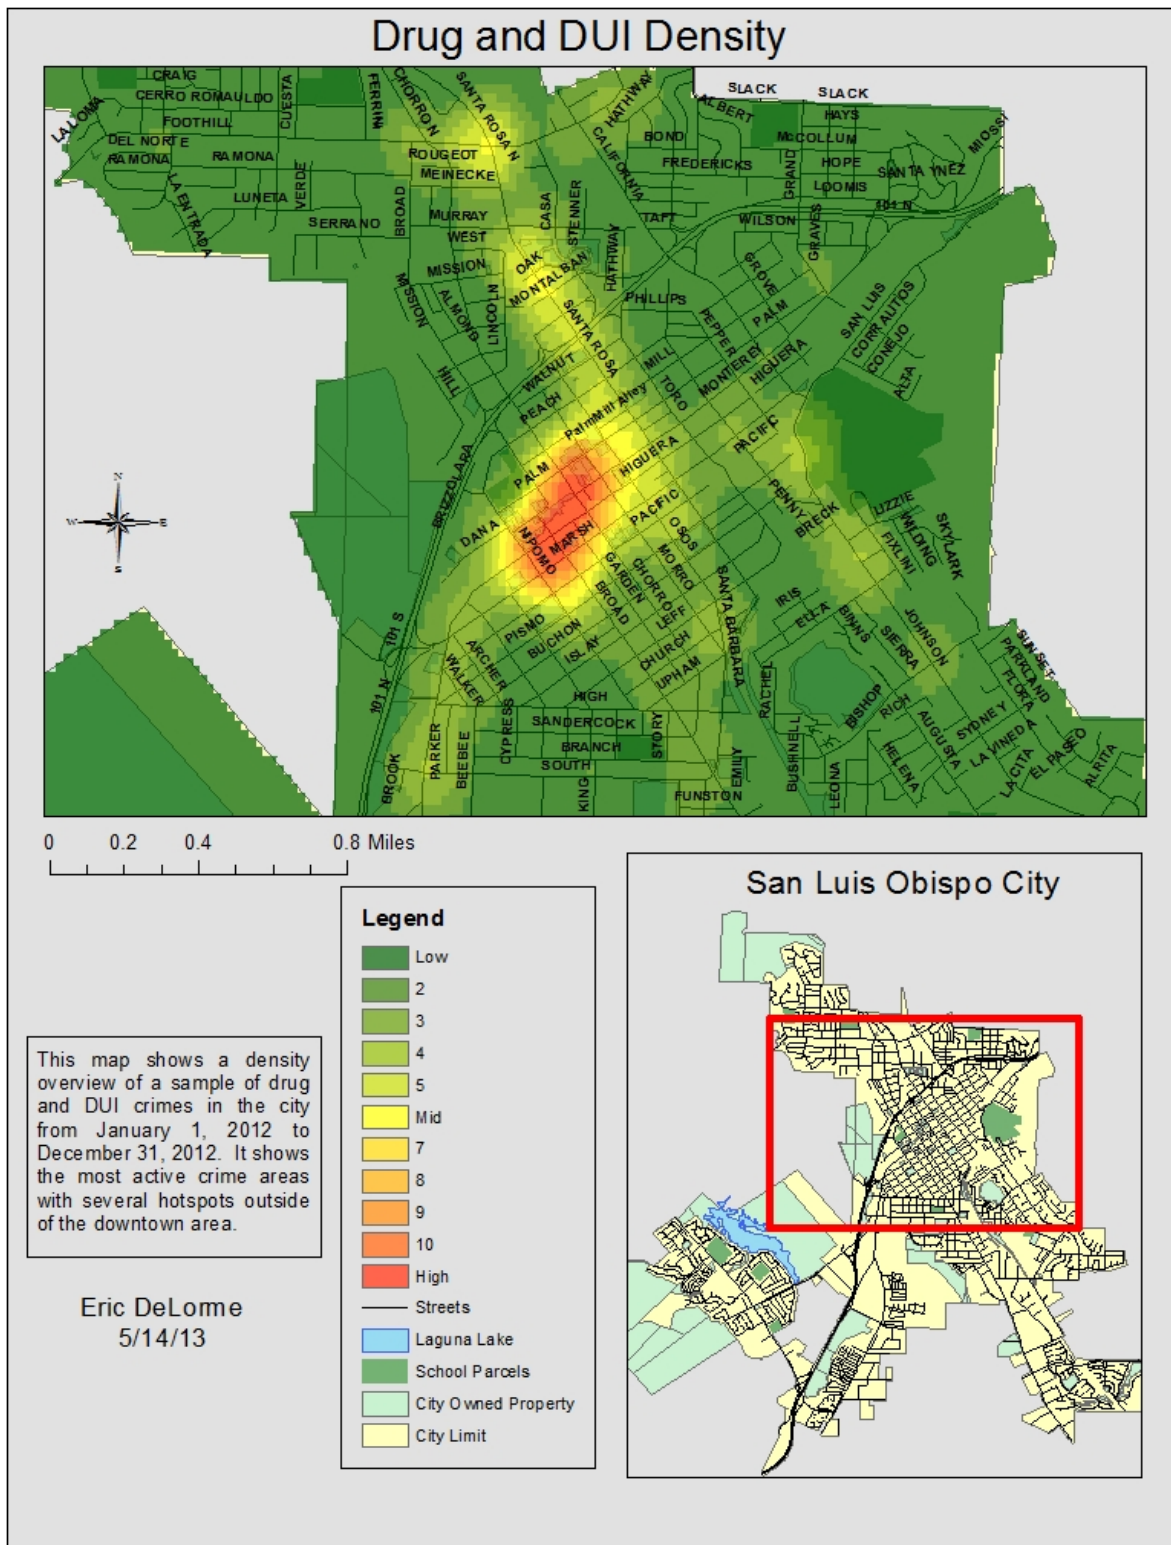 Drug and DUI Density
CRAIG
CERRO ROMAULDO
CUESTA
FERRINI
CHORRO N
SANTA ROSA N
HATHWAY
SLACK
SLACK
ALBERT
HAYS
LA LOMA
FOOTHILL
DEL NORTE
RAMONA
RAMONA
ROUGEOT
MEINECKE
CALIFORNIA
BOND
FREDERICKS
McCOLLUM
GRAND
HOPE
LOOMIS
SANTA YNEZ
MIOSSI
LUNETA
VERDE
LA ENTRADA
SERRANO
BROAD
MURRAY
WEST
CASA
STENNER
TAFT
WILSON
GRAVES
101 N
MISSION
MISSION
ALMOND
LINCOLN
OAK
MONTALBAN
HATHWAY
PHILLIPS
GROVE
PALM
PEPPER
SAN LUIS
CORR AUTOS
CONEJO
ALTA
HILL
SANTA ROSA
WALNUT
PEACH
MILL
TORO
MONTEREY
HIGUERA
PalmMill Alley
BRIZZOLARA
PALM
HIGUERA
PACIFIC
N
W
E
S
DANA
NIPOMO
MARSH
PACIFIC
OSOS
MORRO
CHORRO
GARDEN
BROAD
PENNY
BRECK
LIZZIE
WILDING
FIXLINI
SKYLARK
LEFF
SANTA BARBARA
IRIS
ELLA
BINNS
SIERRA
JOHNSON
SUNSET
PARKLAND
FLORA
101 S
101 N
ARCHER
WALKER
PISMO
BUCHON
ISLAY
CHURCH
UPHAM
RACHEL
HIGH
SANDERCOCK
BRANCH
SOUTH
STORY
CYPRESS
BEEBEE
PARKER
BROOK
KING
FUNSTON
EMILY
BUSHNELL
LEONA
BISHOP
RICH
HELENA
AUGUSTA
SYDNEY
LA VINEDA
LA CITA
EL PASEO
ALRITA
0 0.2 0.4 0.8 Miles
Legend
Low
2
3
4
5
Mid
7
8
9
10
High
Streets
Laguna Lake
School Parcels
City Owned Property
City Limit
This map shows a density
overview of a sample of drug
and DUI crimes in the city
from January 1, 2012 to
December 31, 2012. It shows
the most active crime areas
with several hotspots outside
of the downtown area.
Eric DeLorme
5/14/13
San Luis Obispo City